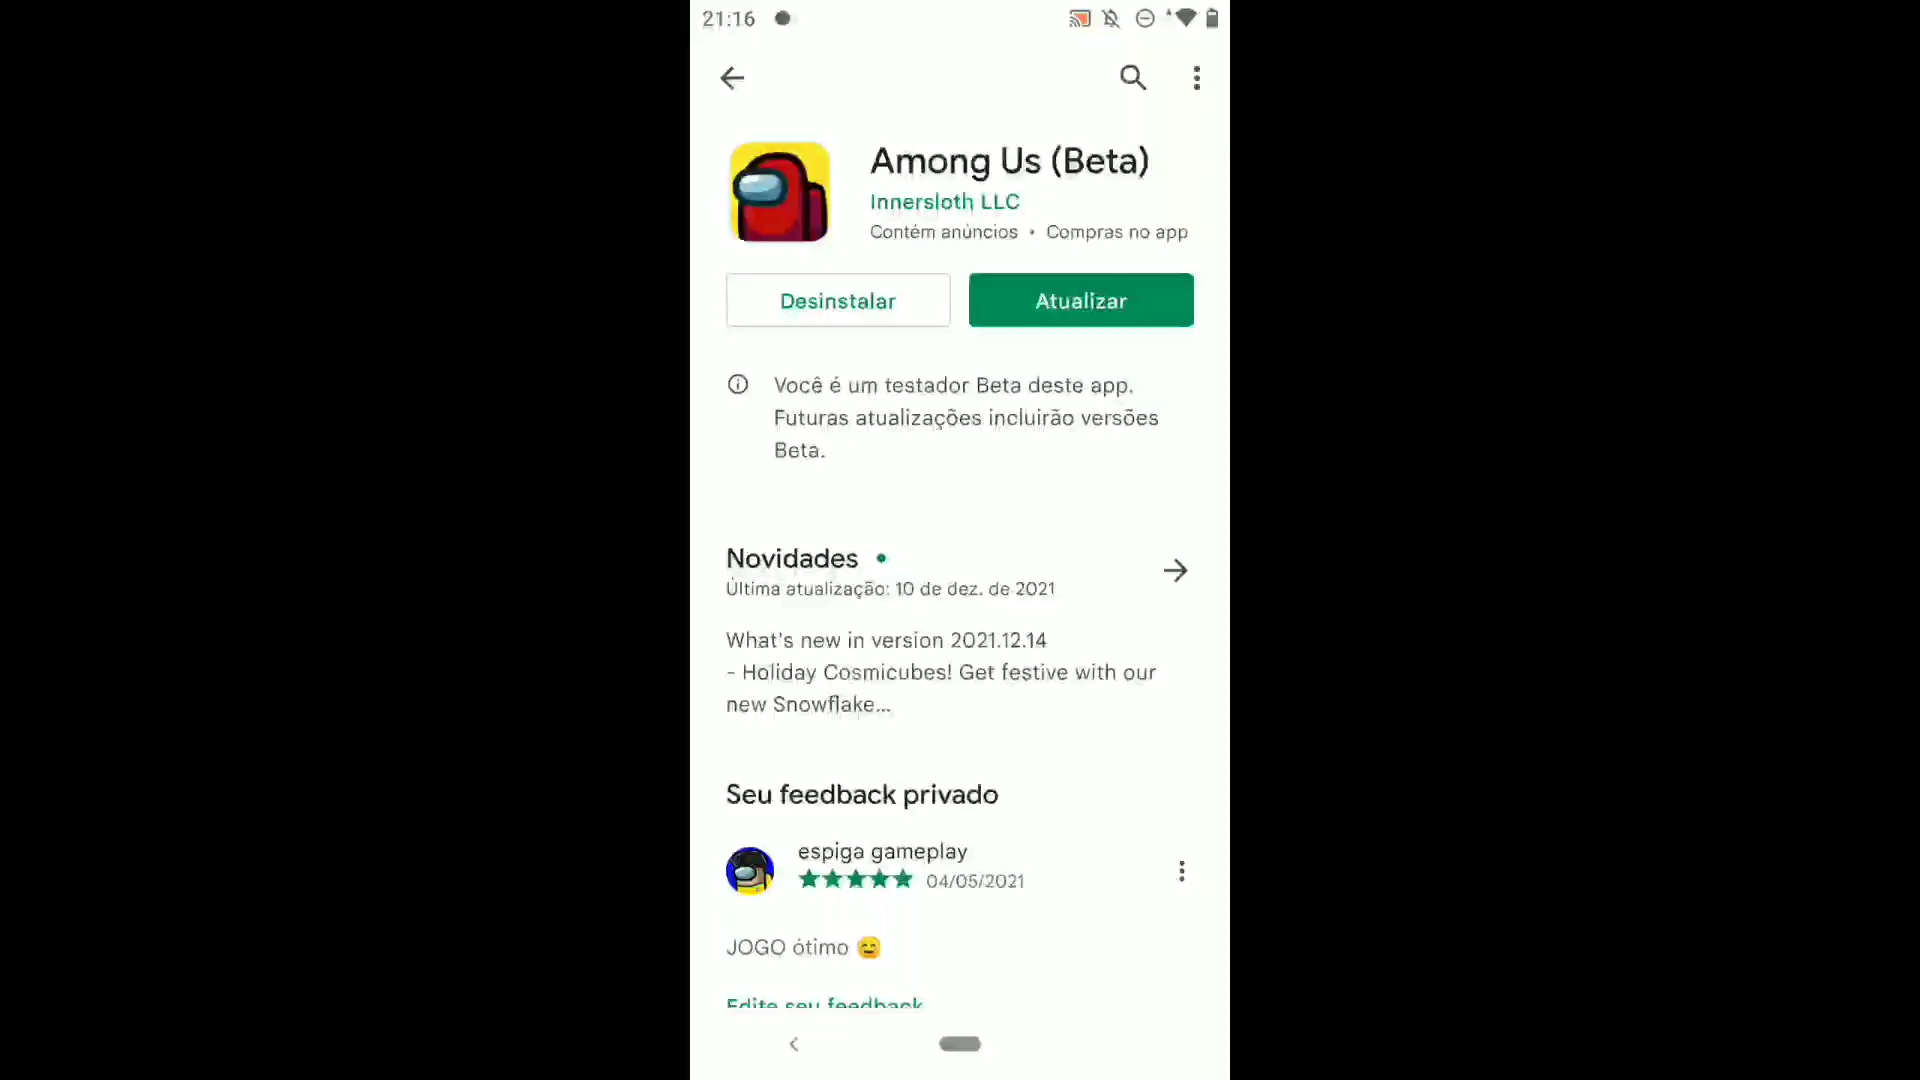 21:16
Among Us (Beta)
Innersloth LLC
Contém anúncios • Compras no app
Desinstalar
Atualizar
Você é um testador Beta deste app.
Futuras atualizações incluirão versões
Beta.
Novidades •
Última atualização: 10 de dez. de 2021
What's new in version 2021.12.14
- Holiday Cosmicubes! Get festive with our
new Snowflake...
Seu feedback privado
espiga gameplay
04/05/2021
JOGO ótimo 😊
Edite seu feedback